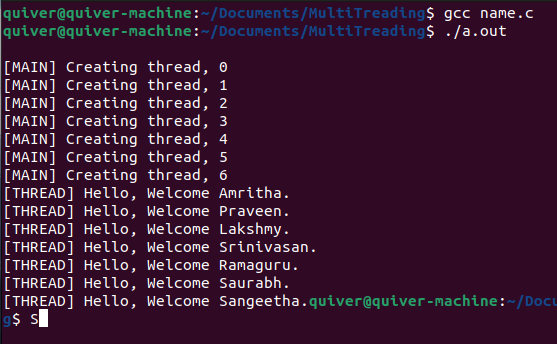 quiver@quiver-machine:~/Documents/MultiTreading$ gcc name.c
quiver@quiver-machine:~/Documents/MultiTreading$ ./a.out
[MAIN] Creating thread, 0
[MAIN] Creating thread, 1
[MAIN] Creating thread, 2
[MAIN] Creating thread, 3
[MAIN] Creating thread, 4
[MAIN] Creating thread, 5
[MAIN] Creating thread, 6
[THREAD] Hello, Welcome Amritha.
[THREAD] Hello, Welcome Praveen.
[THREAD] Hello, Welcome Lakshmy.
[THREAD] Hello, Welcome Srinivasan.
[THREAD] Hello, Welcome Ramaguru.
[THREAD] Hello, Welcome Saurabh.
[THREAD] Hello, Welcome Sangeetha.quiver@quiver-machine:~/Docu
g$ S